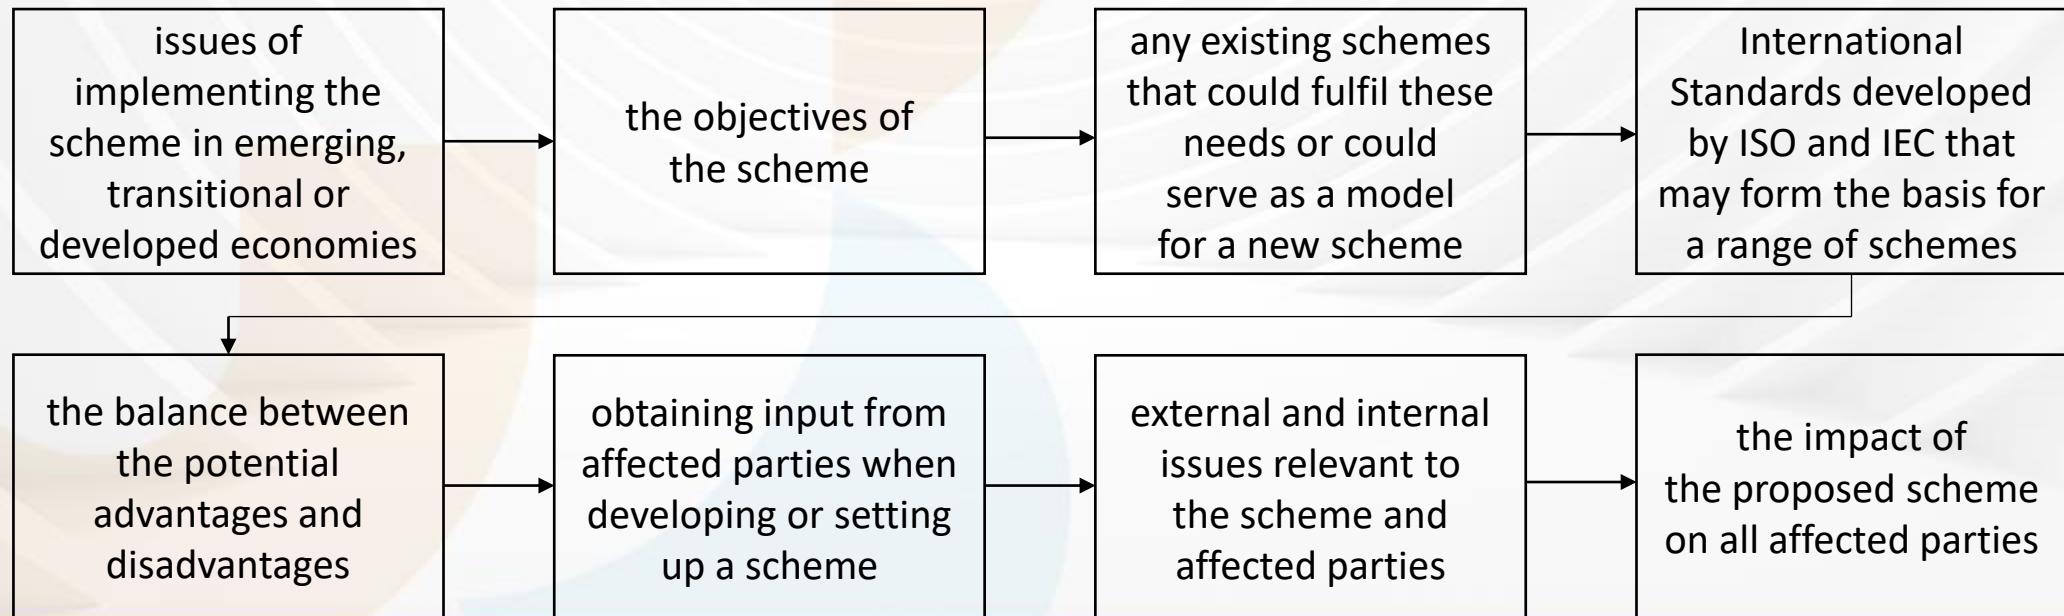 issues of
implementing the
scheme in emerging,
transitional or
developed economies
the objectives of
the scheme
any existing schemes
that could fulfil these
needs or could
serve as a model
for a new scheme
International
Standards developed
by ISO and IEC that
may form the basis for
a range of schemes
the balance between
the potential
advantages and
disadvantages
obtaining input from
affected parties when
developing or setting
up a scheme
external and internal
issues relevant to
the scheme and
affected parties
the impact of
the proposed scheme
on all affected parties